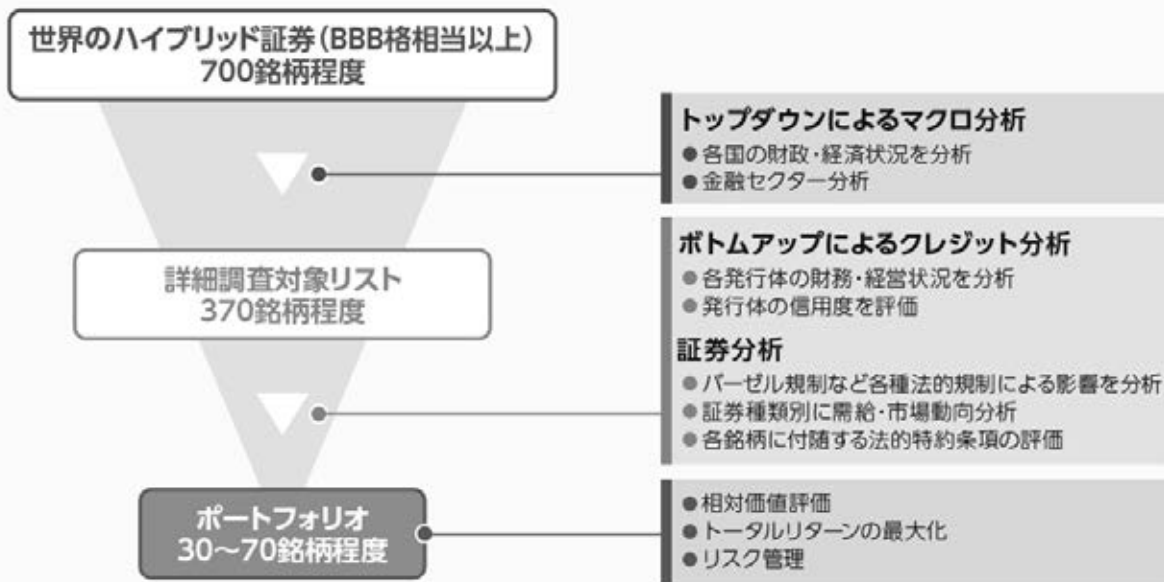 世界のハイブリッド証券(BBB格相当以上)
700銘柄程度
トップダウンによるマクロ分析
●各国の財政・経済状況を分析
●金融セクター分析
詳細調査対象リスト
370銘柄程度
ボトムアップによるクレジット分析
●各発行体の財務・経営状況を分析
●発行体の信用度を評価
証券分析
●バーゼル規制など各種法的規制による影響を分析
●証券種類別に需給・市場動向分析
●各銘柄に付随する法的特約条項の評価
ポートフォリオ
30～70銘柄程度
●相対価値評価
●トータルリターンの最大化
●リスク管理